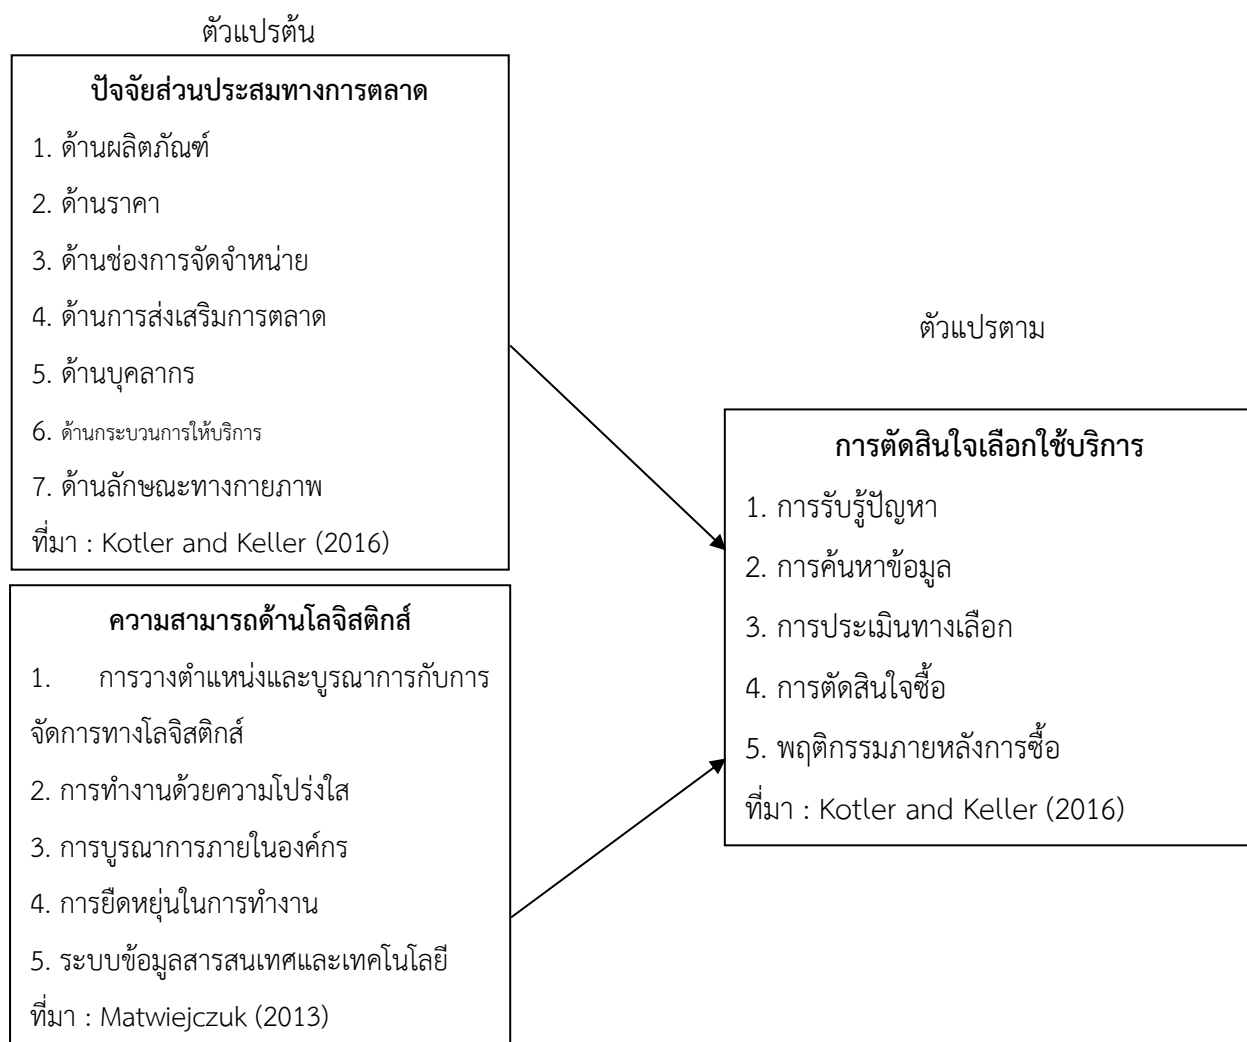 ตัวแปรต้น
ปัจจัยส่วนประสมทางการตลาด
1. ด้านผลิตภัณฑ์
2. ด้านราคา
3. ด้านช่องการจัดจำหน่าย
4. ด้านการส่งเสริมการตลาด
5. ด้านบุคลากร
6. ด้านกระบวนการให้บริการ
7. ด้านลักษณะทางกายภาพ
ที่มา : Kotler and Keller (2016)
ความสามารถด้านโลจิสติกส์
1. การวางตำแหน่งและบูรณาการกับการ
จัดการทางโลจิสติกส์
2. การทำงานด้วยความโปร่งใส
3. การบูรณาการภายในองค์กร
4. การยืดหยุ่นในการทำงาน
5. ระบบข้อมูลสารสนเทศและเทคโนโลยี
ที่มา : Matwiejczuk (2013)
ตัวแปรตาม
การตัดสินใจเลือกใช้บริการ
1. การรับรู้ปัญหา
2. การค้นหาข้อมูล
3. การประเมินทางเลือก
4. การตัดสินใจซื้อ
5. พฤติกรรมภายหลังการซื้อ
ที่มา : Kotler and Keller (2016)